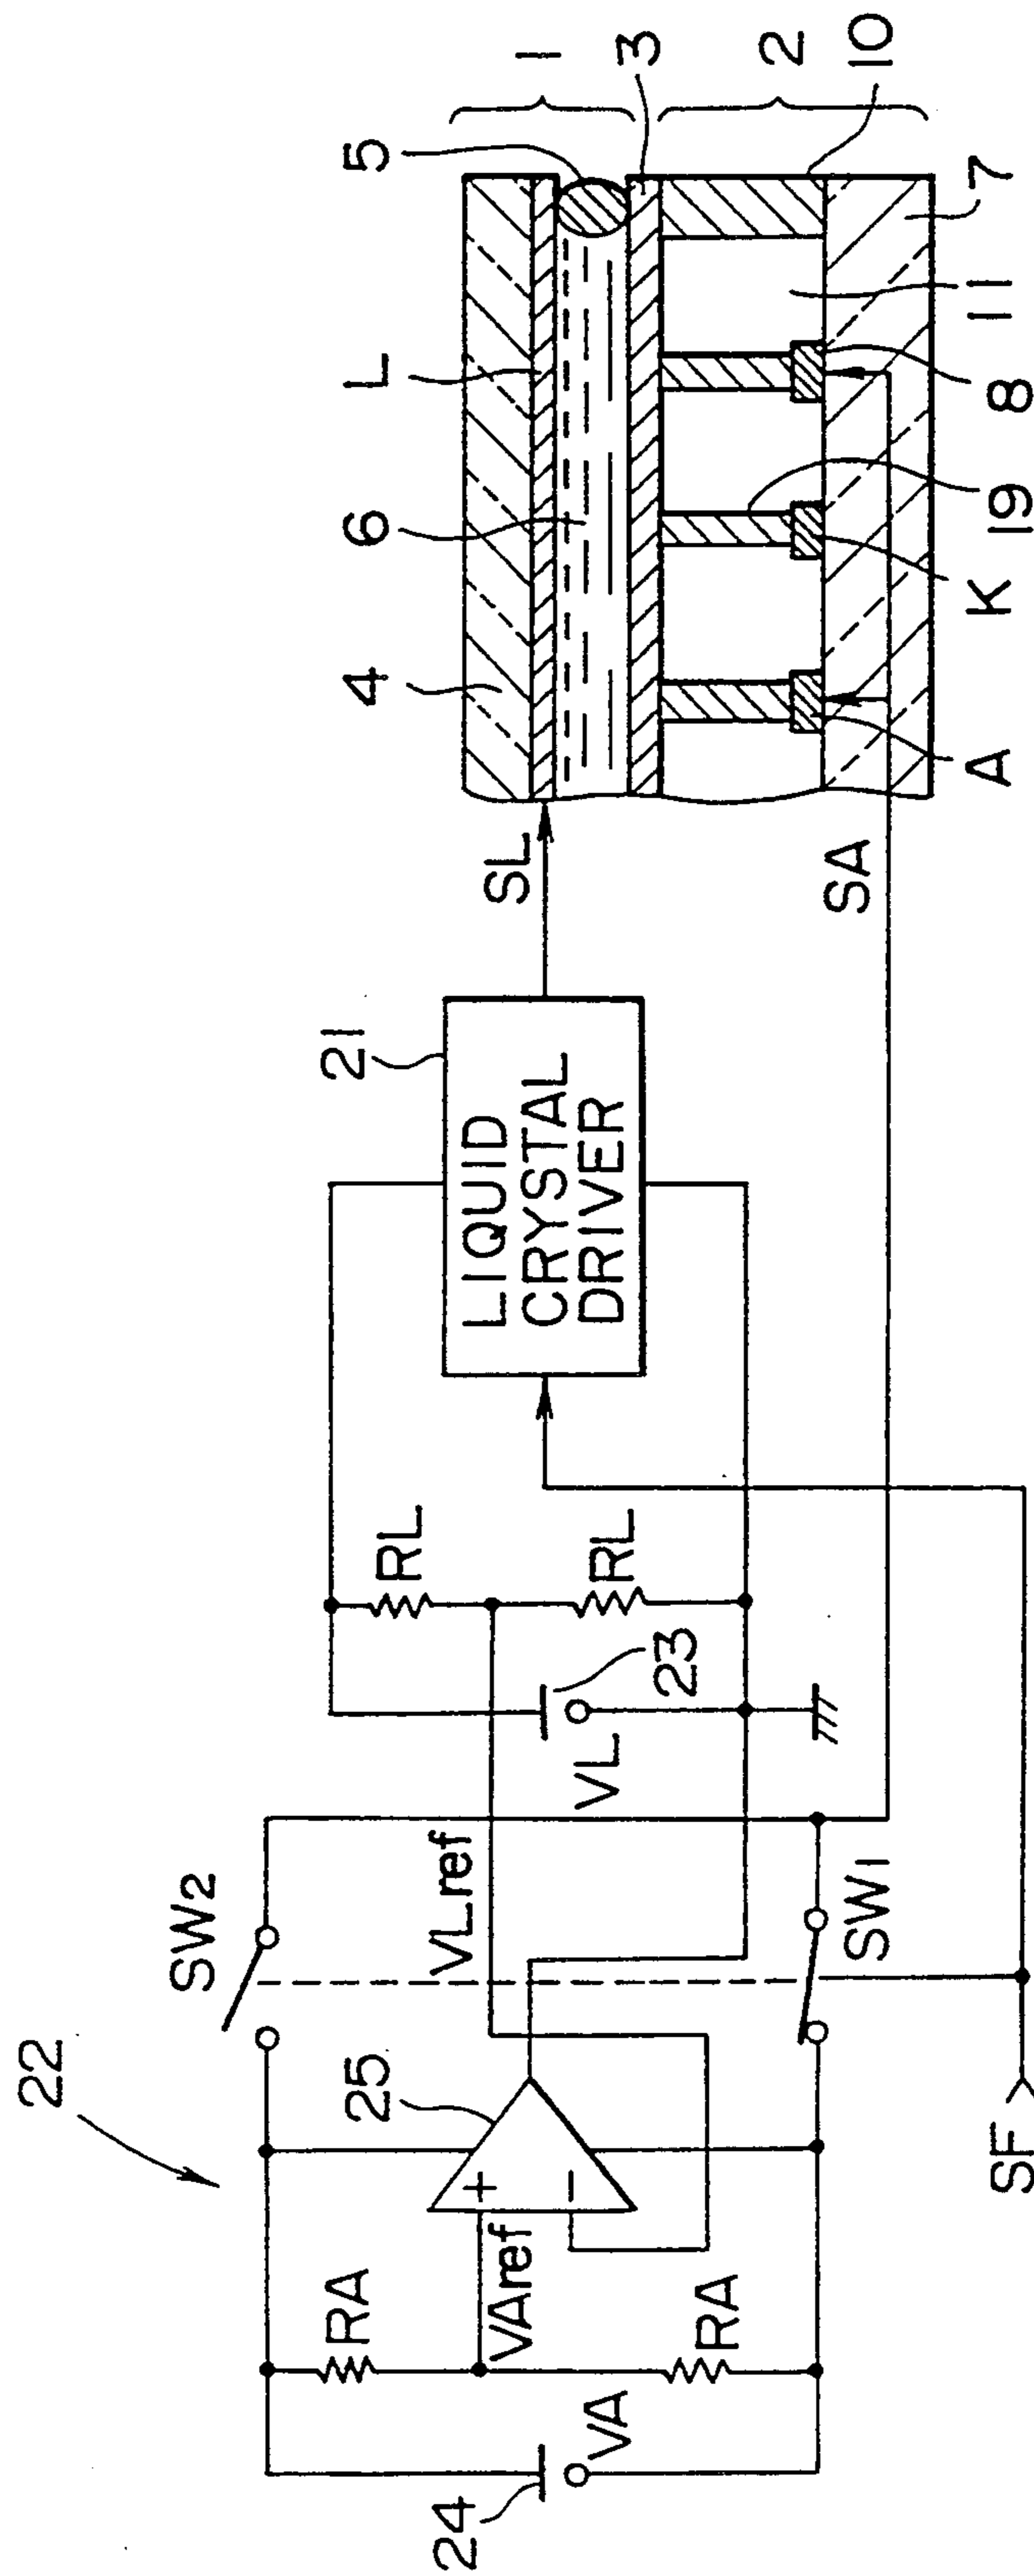 22
24
VA
RA
RA
VAref
25
+
−
SW2
SW1
VLref
VL
23
RL
RL
SF
21
LIQUID
CRYSTAL
DRIVER
SL
SA
4
6
L
5
1
3
2
10
A
K
19
8
11
7